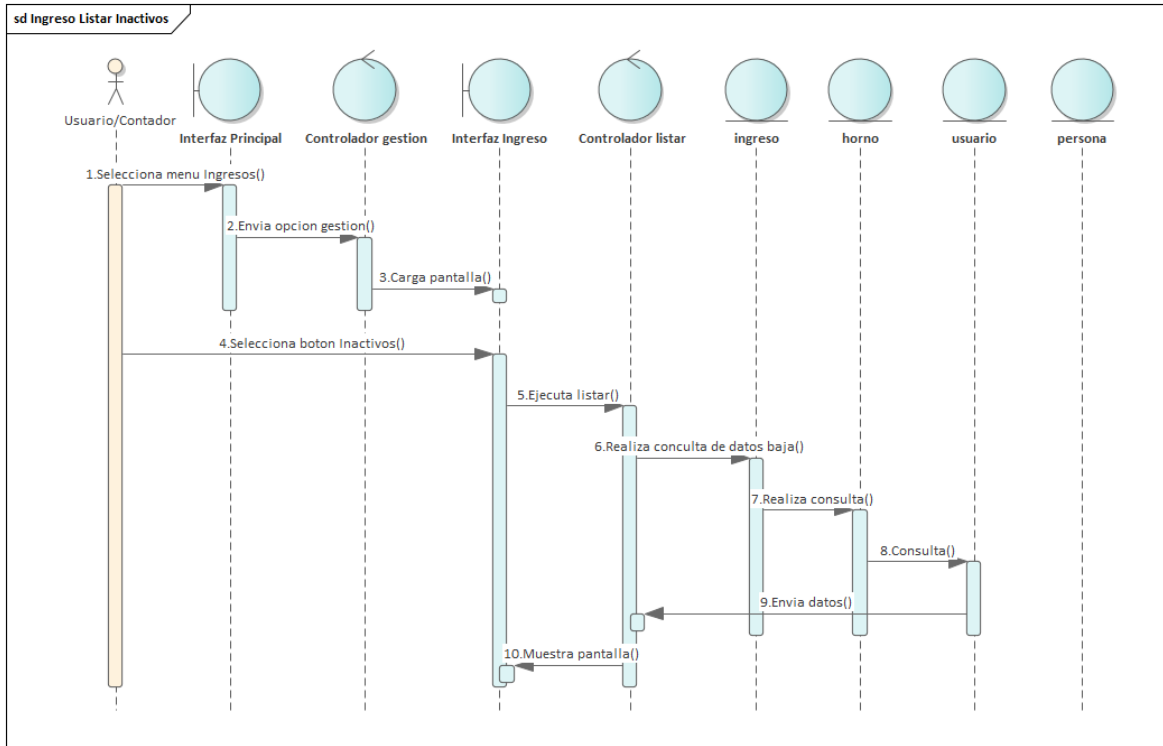 sd Ingreso Listar Inactivos
Usuario/Contador
Interfaz Principal
Controlador gestion
Interfaz Ingreso
Controlador listar
ingreso
horno
usuario
persona
1.Selecciona menu Ingresos()
2.Envia opcion gestion()
3.Carga pantalla()
4.Selecciona boton Inactivos()
5.Ejecuta listar()
6.Realiza conculta de datos baja()
7.Realiza consulta()
8.Consulta()
9.Envia datos()
10.Muestra pantalla()